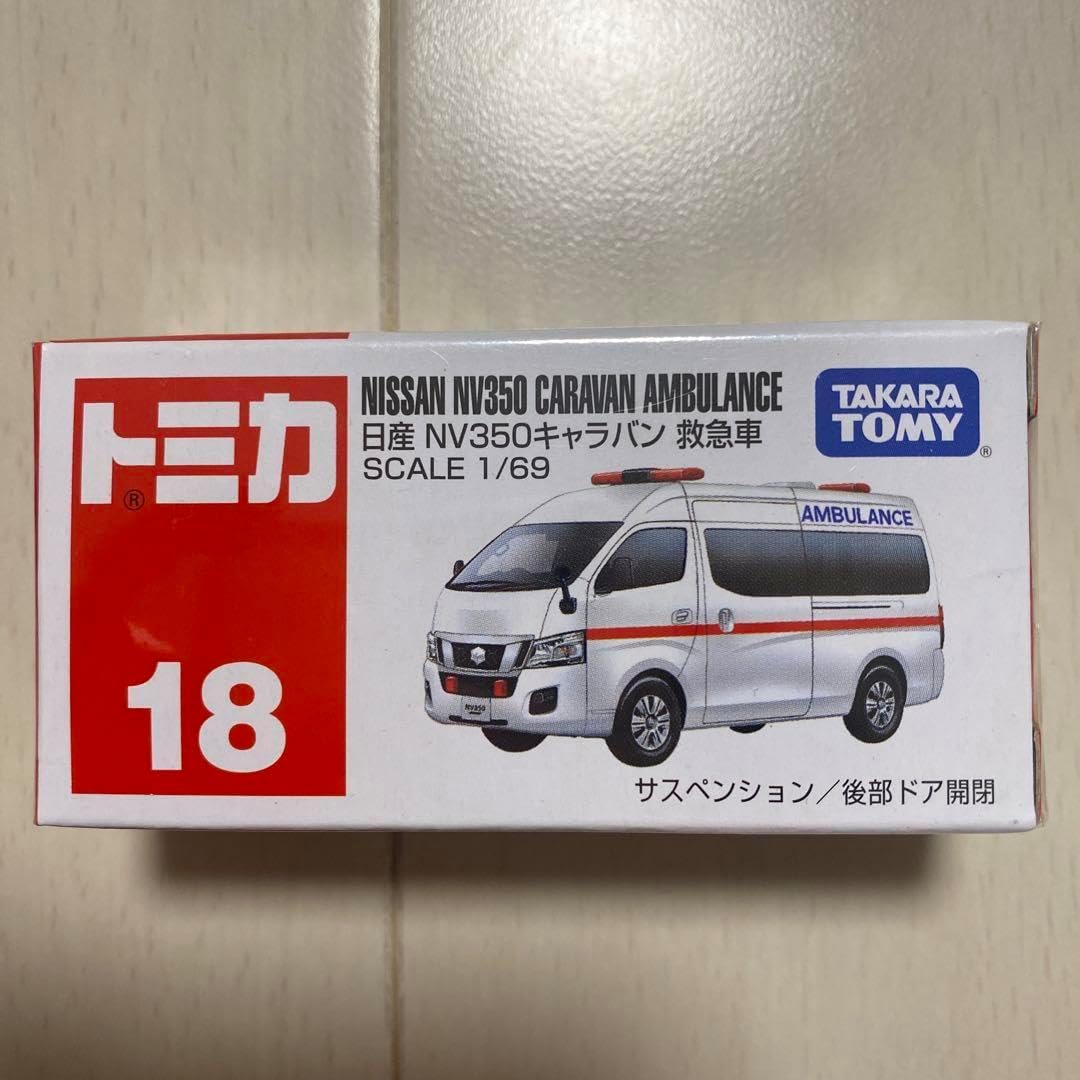 トミカ
®
18
NISSAN NV350 CARAVAN AMBULANCE
日産 NV350キャラバン 救急車
SCALE 1/69
TAKARA
TOMY
®
AMBULANCE
NV350
サスペンション/後部ドア開閉